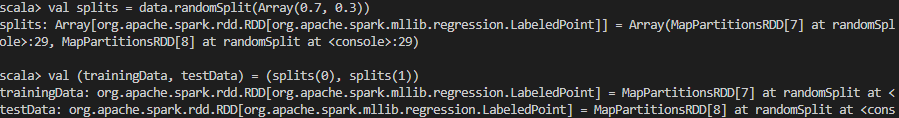 scala> val splits = data.randomSplit(Array(0.7, 0.3))
splits: Array[org.apache.spark.rdd.RDD[org.apache.spark.mllib.regression.LabeledPoint]] = Array(MapPartitionsRDD[7] at randomSpl
ole>:29, MapPartitionsRDD[8] at randomSplit at <console>:29)
scala> val (trainingData, testData) = (splits(0), splits(1))
trainingData: org.apache.spark.rdd.RDD[org.apache.spark.mllib.regression.LabeledPoint] = MapPartitionsRDD[7] at randomSplit at <
testData: org.apache.spark.rdd.RDD[org.apache.spark.mllib.regression.LabeledPoint] = MapPartitionsRDD[8] at randomSplit at <cons